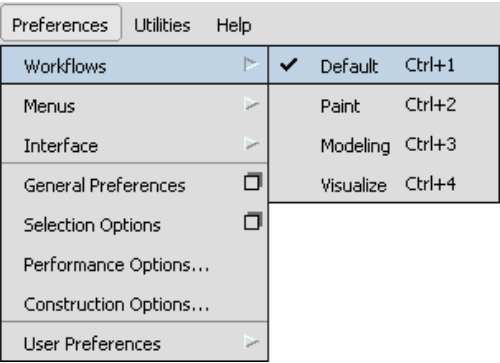 Preferences Utilities Help
Workflows
Default Ctrl+1
Menus
Paint Ctrl+2
Interface
Modeling Ctrl+3
General Preferences
Visualize Ctrl+4
Selection Options
Performance Options...
Construction Options...
User Preferences